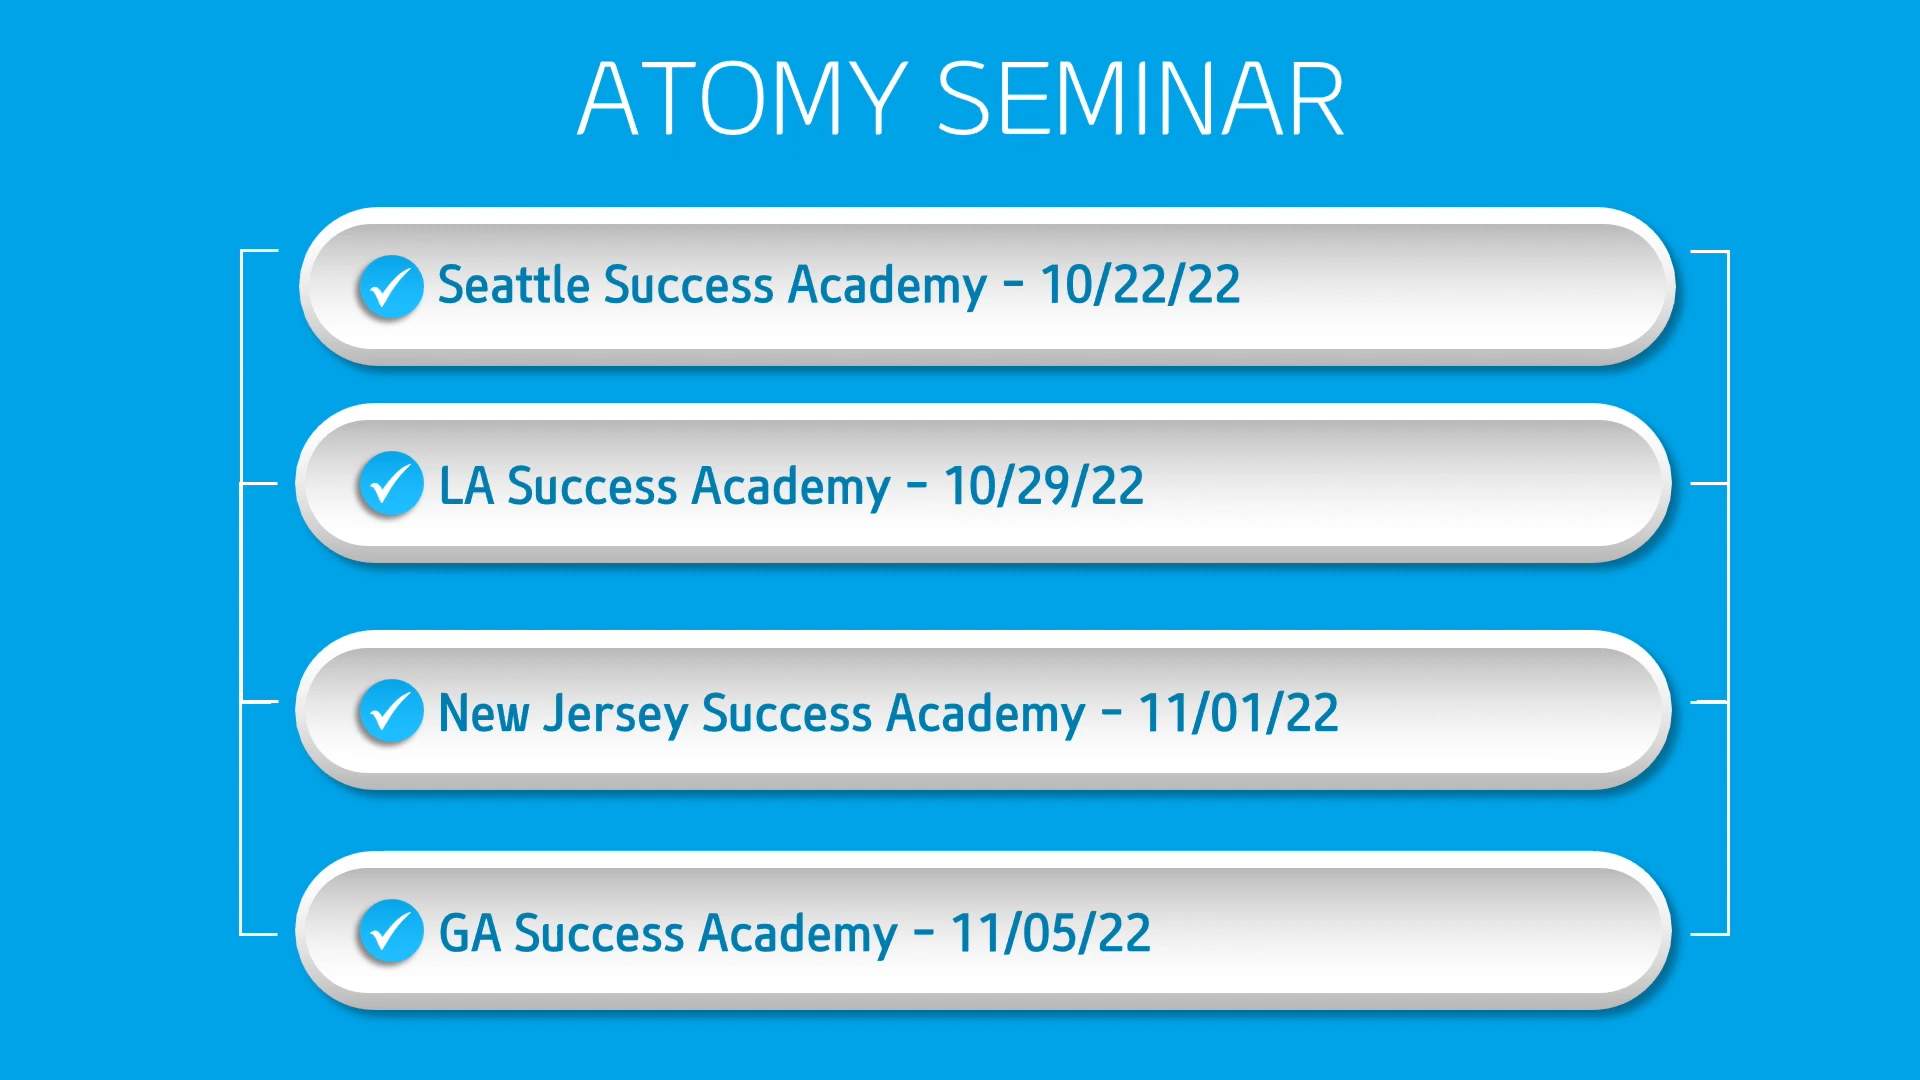 ATOMY SEMINAR
Seattle Success Academy - 10/22/22
LA Success Academy - 10/29/22
New Jersey Success Academy - 11/01/22
GA Success Academy - 11/05/22